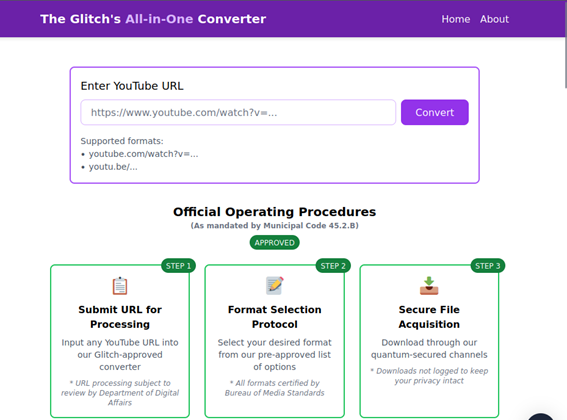 The Glitch's All-in-One Converter
Home About
Enter YouTube URL
https://www.youtube.com/watch?v=...
Convert
Supported formats:
• youtube.com/watch?v=...
• youtu.be/...
Official Operating Procedures
(As mandated by Municipal Code 45.2.B)
APPROVED
STEP 1
Submit URL for
Processing
Input any YouTube URL into
our Glitch-approved
converter
* URL processing subject to
review by Department of Digital
Affairs
STEP 2
Format Selection
Protocol
Select your desired format
from our pre-approved list
of options
* All formats certified by
Bureau of Media Standards
STEP 3
Secure File
Acquisition
Download through our
quantum-secured channels
* Downloads not logged to keep
your privacy intact